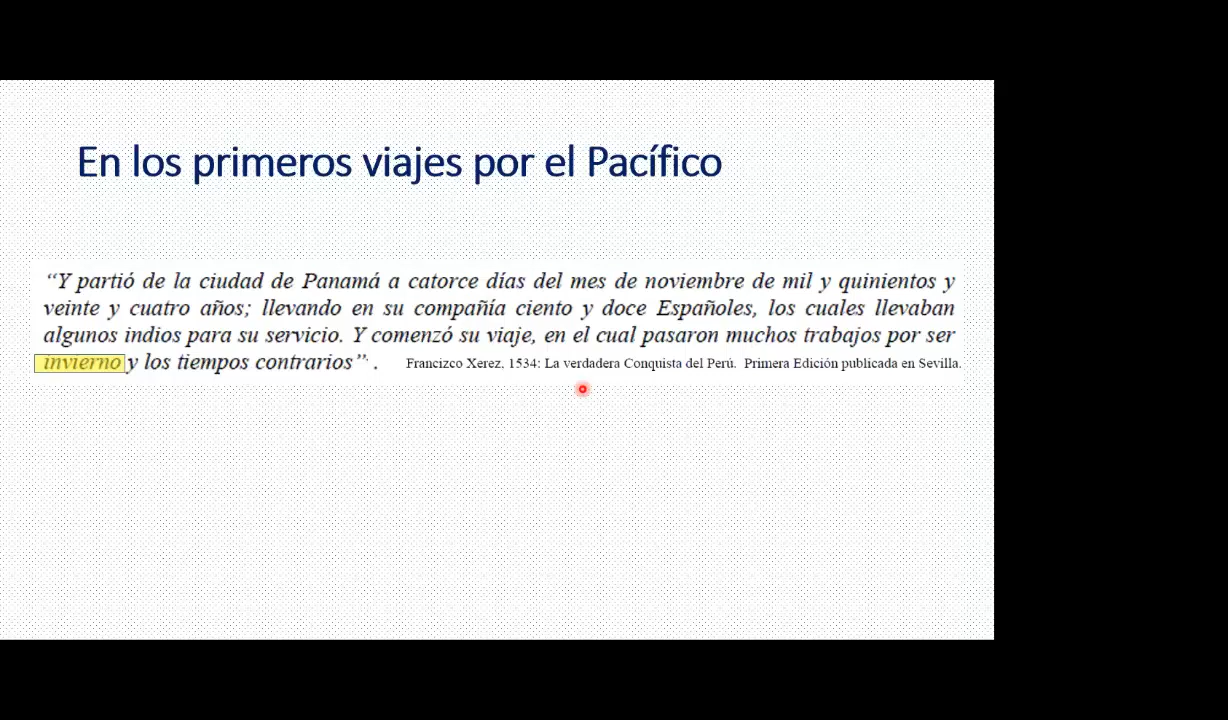 En los primeros viajes por el Pacífico
“Y partió de la ciudad de Panamá a catorce días del mes de noviembre de mil y quinientos y
veinte y cuatro años; llevando en su compañía ciento y doce Españoles, los cuales llevaban
algunos indios para su servicio. Y comenzó su viaje, en el cual pasaron muchos trabajos por ser
invierno y los tiempos contrarios”. Francizco Xerez, 1534: La verdadera Conquista del Perú. Primera Edición publicada en Sevilla.